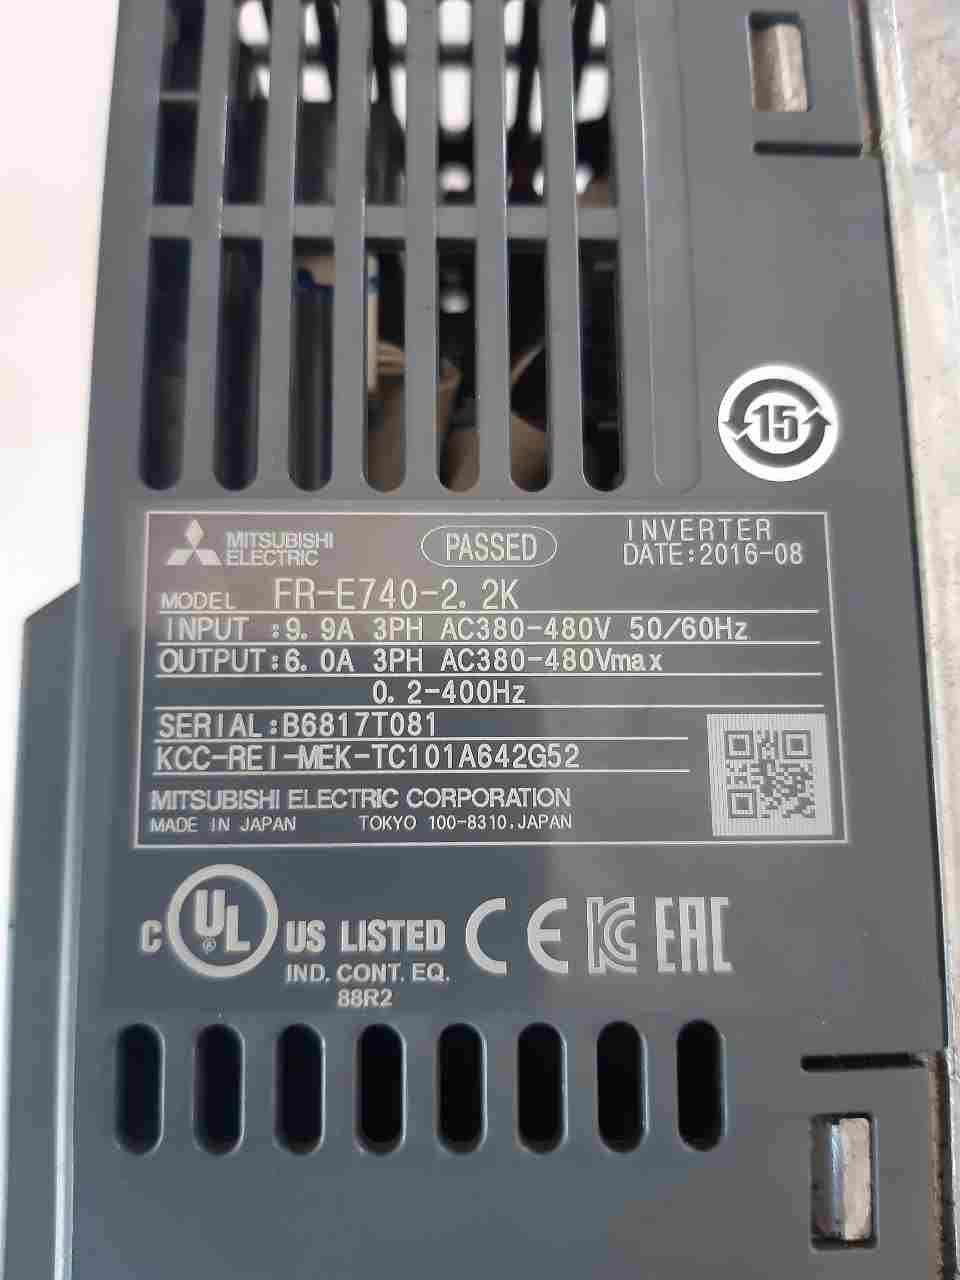 15
MITSUBISHI
ELECTRIC
PASSED
INVERTER
DATE:2016-08
MODEL FR-E740-2.2K
INPUT :9.9A 3PH AC380-480V 50/60Hz
OUTPUT:6.0A 3PH AC380-480Vmax
0.2-400Hz
SERIAL:B6817T081
KCC-REI-MEK-TC101A642G52
MITSUBISHI ELECTRIC CORPORATION
MADE IN JAPAN TOKYO 100-8310,JAPAN
C UL ® US LISTED CE KC EAC
IND. CONT. EQ.
88R2